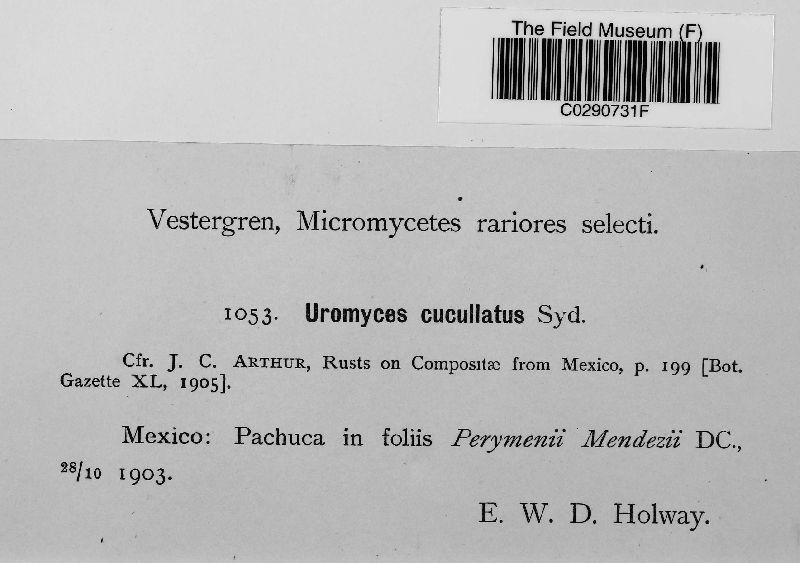 The Field Museum (F)
C0290731F
Vestergren, Micromycetes rariores selecti.
1053. Uromyces cucullatus Syd.
Cfr. J. C. ARTHUR, Rusts on Compositæ from Mexico, p. 199 [Bot.
Gazette XL, 1905].
Mexico: Pachuca in foliis Perymenii Mendezii DC.,
28/10 1903.
E. W. D. Holway.